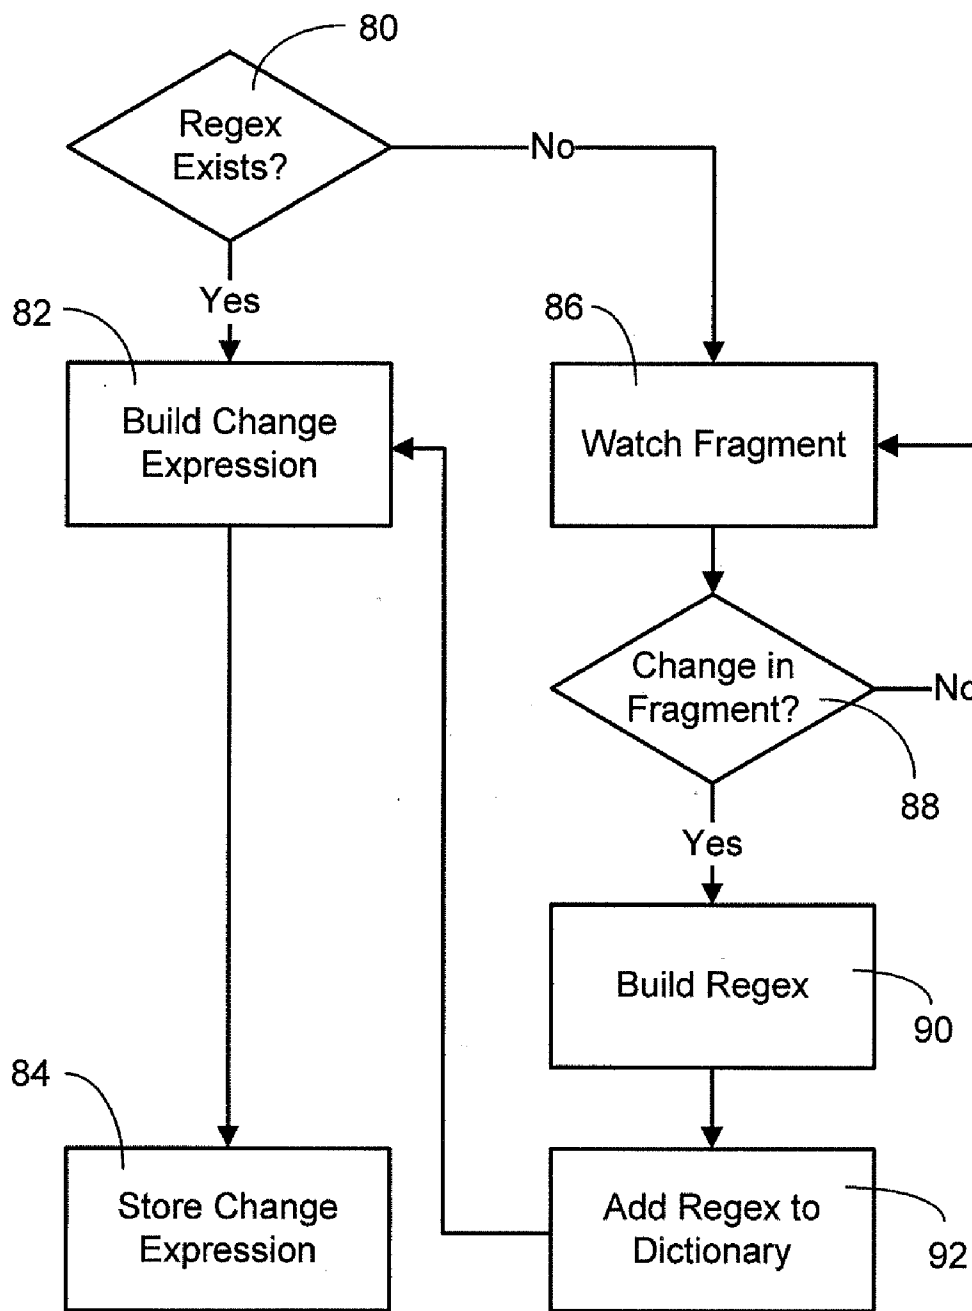 80
Regex
Exists?
No
Yes
82
86
Build Change
Expression
Watch Fragment
Change in
Fragment?
No
88
Yes
Build Regex
90
84
Store Change
Expression
Add Regex to
Dictionary
92